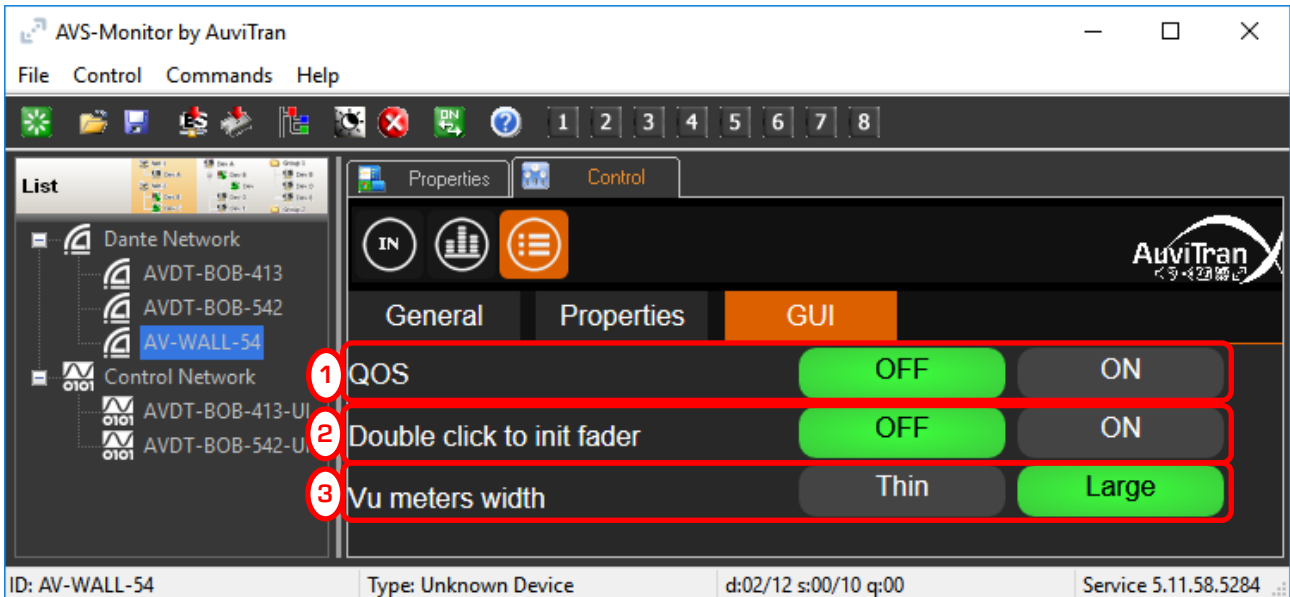 AVS-Monitor by AuviTran
File Control Commands Help
1 2 3 4 5 6 7 8
List
Properties Control
IN
AuviTran
General Properties GUI
Dante Network
AVDT-BOB-413
AVDT-BOB-542
AV-WALL-54
Control Network
0101
AVDT-BOB-413-UI
0101
AVDT-BOB-542-U
0101
1 QOS OFF ON
2 Double click to init fader OFF ON
3 Vu meters width Thin Large
ID: AV-WALL-54 Type: Unknown Device d:02/12 s:00/10 q:00 Service 5.11.58.5284